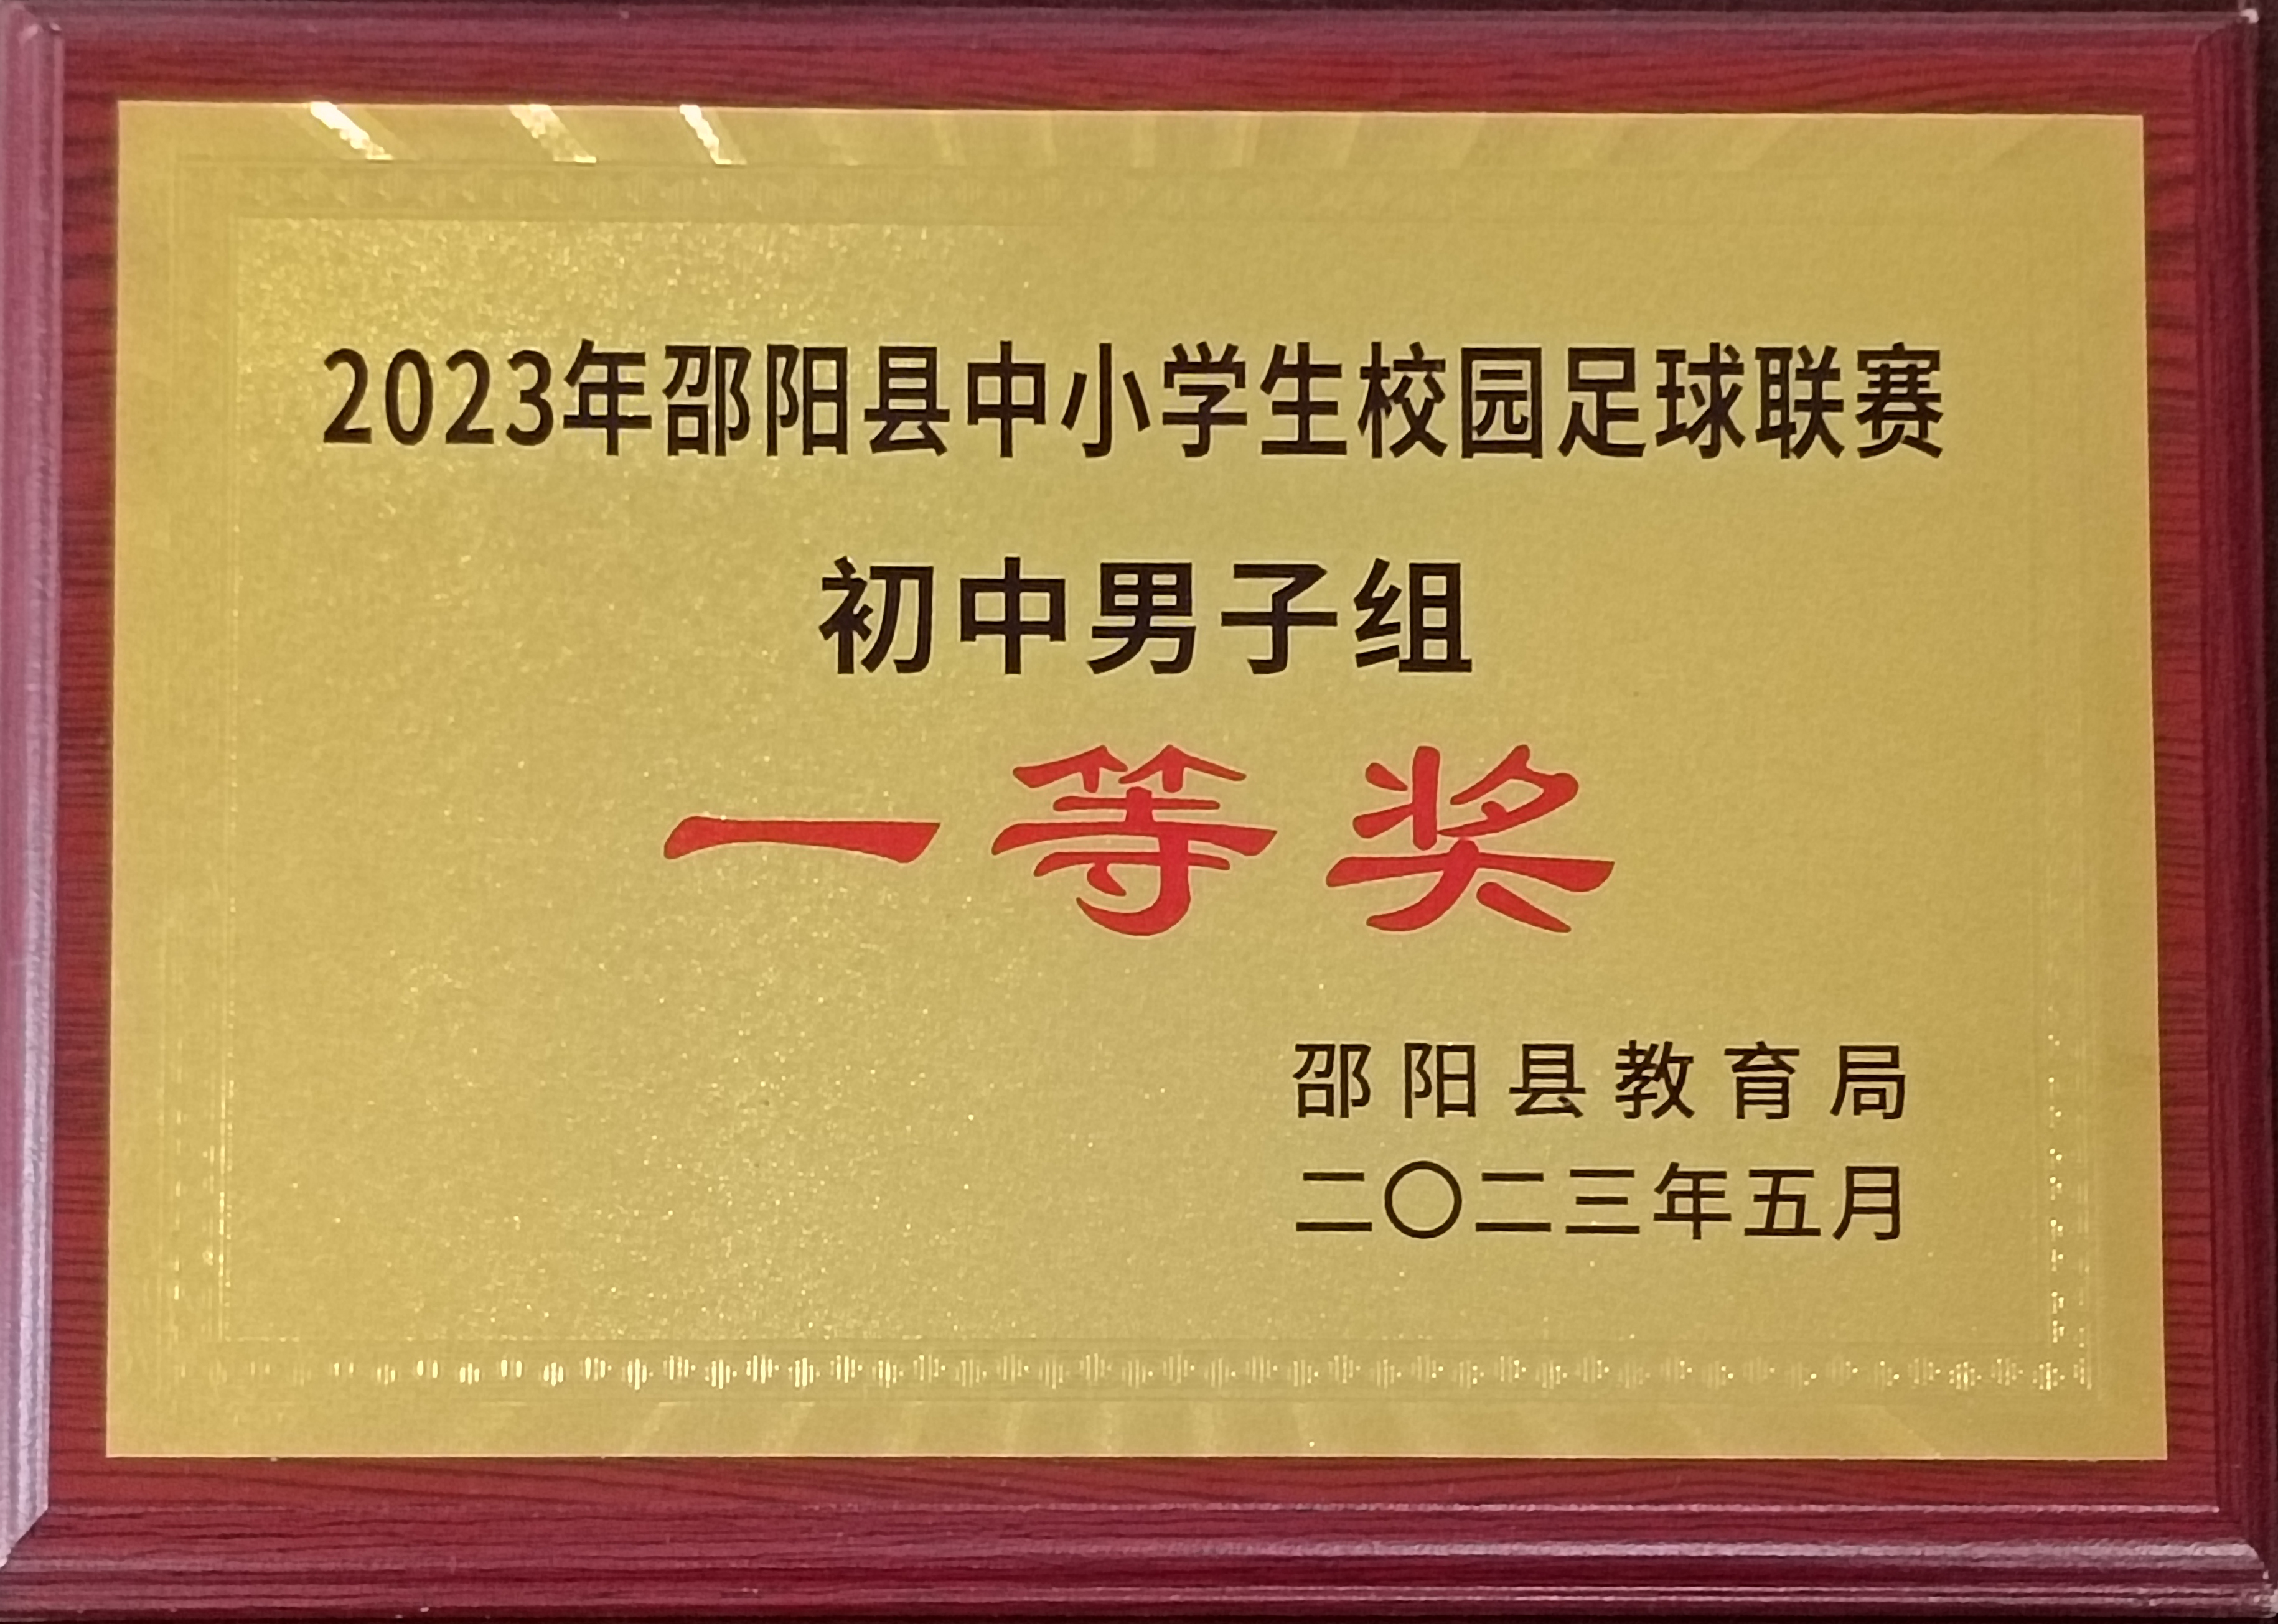 2023年邵阳县中小学生校园足球联赛
初中男子组
一等奖
邵阳县教育局
二〇二三年五月